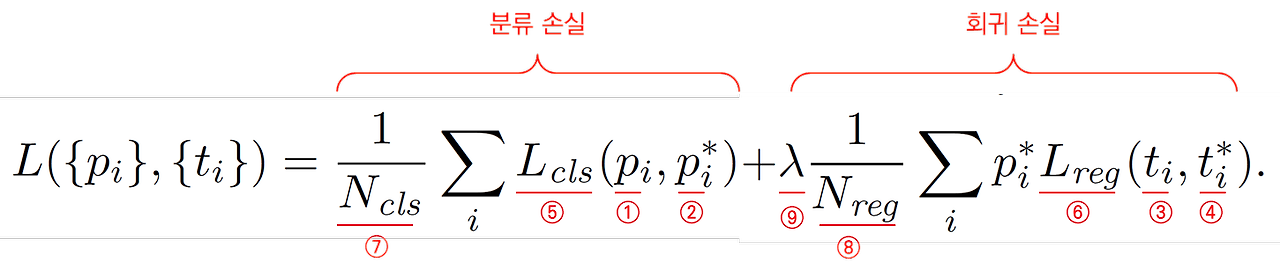 분류 손실 회귀 손실
L({p_i}, {t_i}) = \frac{1}{N_{cls}} \sum_i L_{cls}(p_i, p_i^*) + λ \frac{1}{N_{reg}} \sum_i p_i^* L_{reg}(t_i, t_i^*).
⑤ ① ② ⑨ ⑥ ③ ④
⑦ ⑧